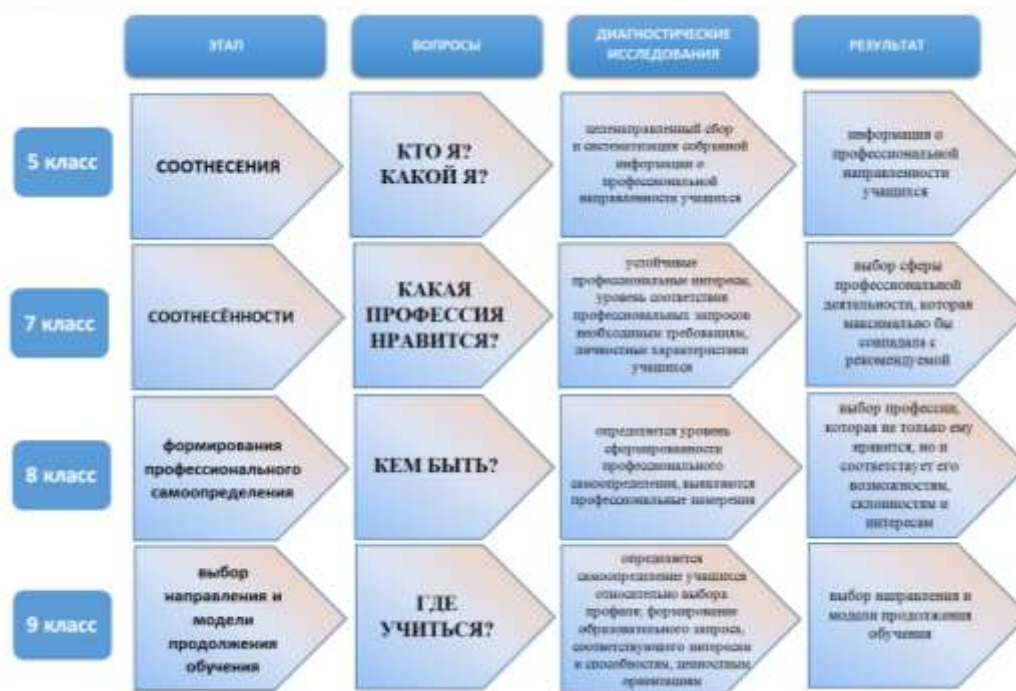 ЭТАП
ВОПРОСЫ
ДИАГНОСТИЧЕСКИЕ
ИССЛЕДОВАНИЯ
РЕЗУЛЬТАТ
5 класс
СООТНЕСЕНИЯ
КТО Я?
КАКОЙ Я?
целенаправленный сбор
и систематизация собранной
информации о
профессиональной
направленности учащихся
информация о
профессиональной
направленности
учащихся
7 класс
СООТНЕСЁННОСТИ
КАКАЯ
ПРОФЕССИЯ
НРАВИТСЯ?
устойчивые
профессиональные интересы,
уровень соответствия
профессиональных запросов
необходимым требованиям,
личностные характеристики
учащихся
выбор сферы
профессиональной
деятельности, которая
максимально бы
совпадала с
рекомендуемой
8 класс
формирования
профессионального
самоопределения
КЕМ БЫТЬ?
определяется уровень
сформированности
профессионального
самоопределения, выявляются
профессиональные намерения
выбор профессии,
которая не только ему
нравится, но и
соответствует его
возможностям,
склонностям и
интересам
9 класс
выбор
направления и
модели
продолжения
обучения
ГДЕ
УЧИТЬСЯ?
определяется
самоопределение учащихся
относительно выбора
профиля; формирование
образовательного запроса,
соответствующего интересам
и способностям, ценностным
ориентациям
выбор направления и
модели продолжения
обучения